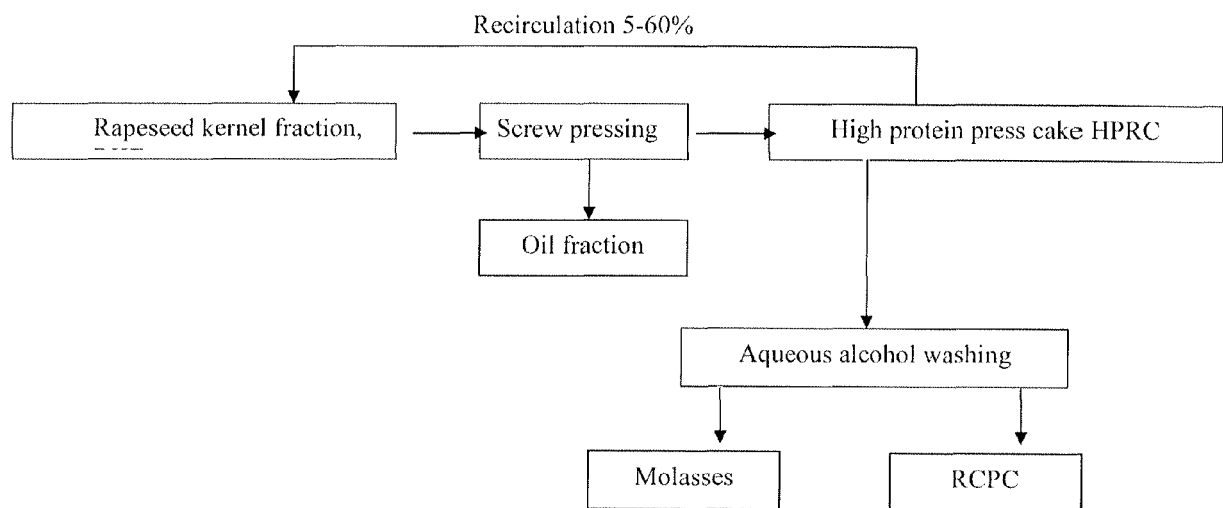 Recirculation 5-60%
Rapeseed kernel fraction,
Screw pressing
High protein press cake HPRC
Oil fraction
Aqueous alcohol washing
Molasses
RCPC